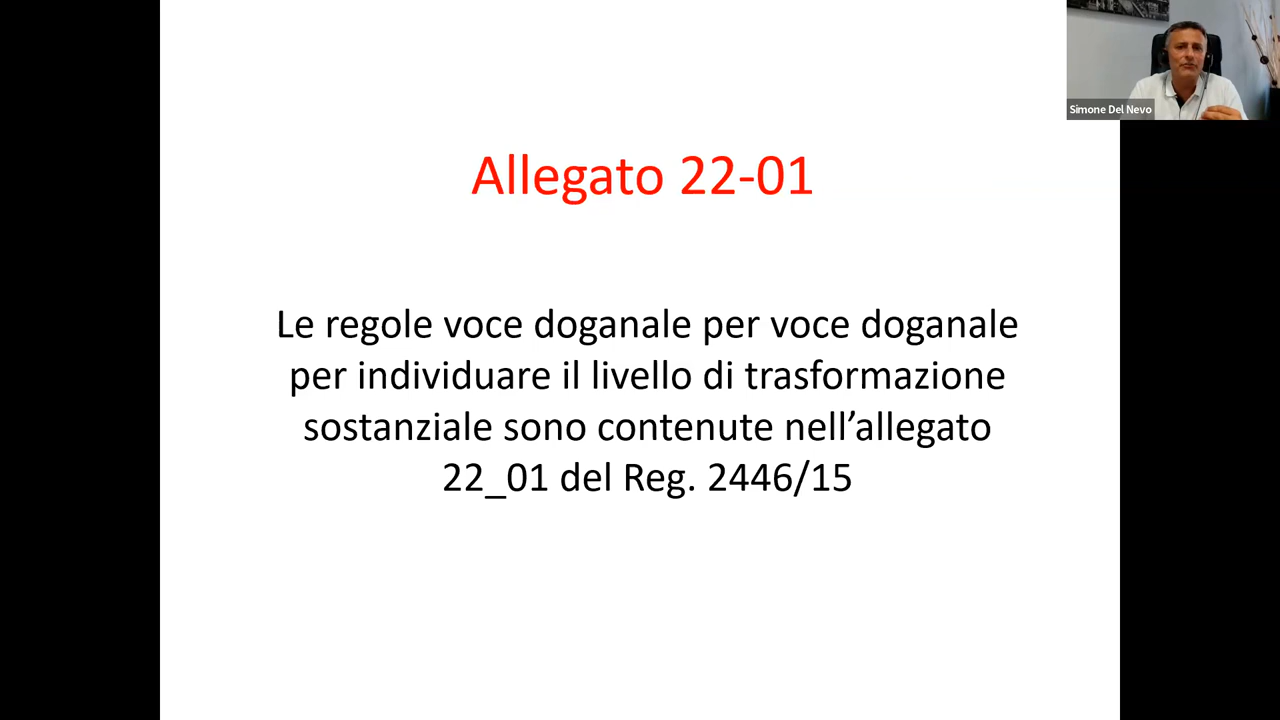 Simone Del Nevo
Allegato 22-01
Le regole voce doganale per voce doganale
per individuare il livello di trasformazione
sostanziale sono contenute nell’allegato
22_01 del Reg. 2446/15